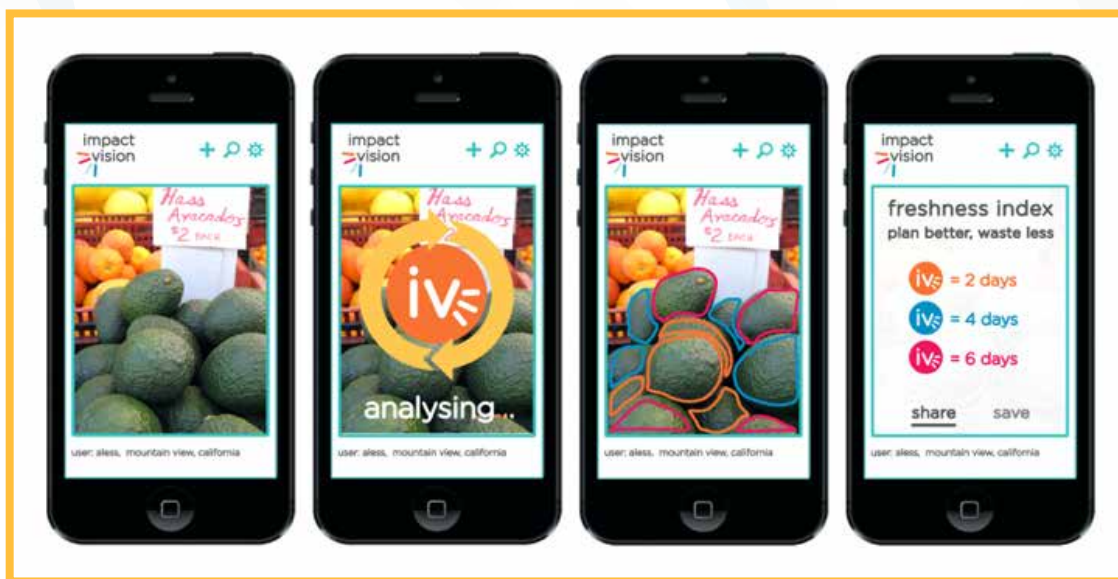 impact
vision
Hass
Avocados
$2 EACH
user: aless, mountain view, california
impact
vision
Hass
Avocados
$2 EACH
iv
analysing...
user: aless, mountain view, california
impact
vision
Hass
Avocados
$2 EACH
user: aless, mountain view, california
impact
vision
freshness index
plan better, waste less
iv = 2 days
iv = 4 days
iv = 6 days
share save
user: aless, mountain view, california